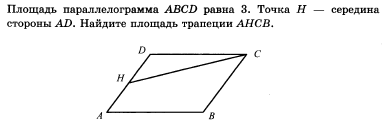 Площадь параллелограмма ABCD равна 3. Точка H — середина
стороны AD. Найдите площадь трапеции AHCB.
D
C
H
A
B